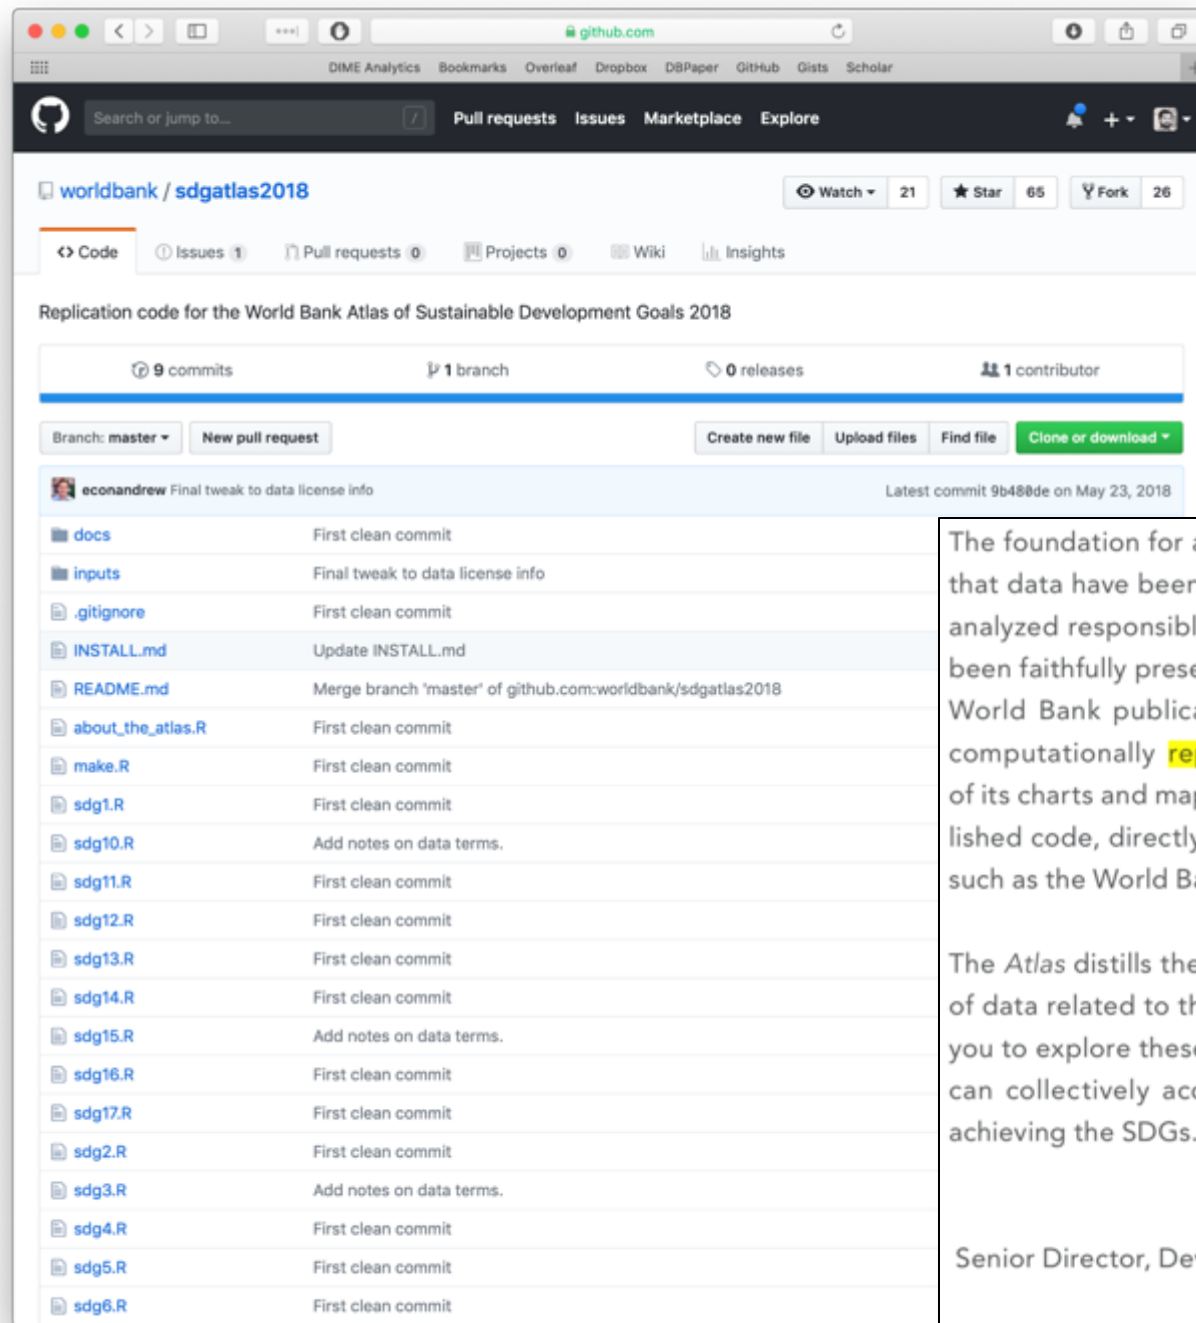 github.com
DIME Analytics Bookmarks Overleaf Dropbox DBPaper GitHub Gists Scholar
Search or jump to... /
Pull requests Issues Marketplace Explore
worldbank / sdgatlas2018
Watch 21 Star 65 Fork 26
Code Issues 1 Pull requests 0 Projects 0 Wiki Insights
Replication code for the World Bank Atlas of Sustainable Development Goals 2018
9 commits 1 branch 0 releases 1 contributor
Branch: master New pull request Create new file Upload files Find file Clone or download
econandrew Final tweak to data license info Latest commit 9b480de on May 23, 2018
docs First clean commit
inputs Final tweak to data license info
.gitignore First clean commit
INSTALL.md Update INSTALL.md
README.md Merge branch 'master' of github.com:worldbank/sdgatlas2018
about_the_atlas.R First clean commit
make.R First clean commit
sdg1.R First clean commit
sdg10.R Add notes on data terms.
sdg11.R First clean commit
sdg12.R First clean commit
sdg13.R First clean commit
sdg14.R First clean commit
sdg15.R Add notes on data terms.
sdg16.R First clean commit
sdg17.R First clean commit
sdg2.R First clean commit
sdg3.R Add notes on data terms.
sdg4.R First clean commit
sdg5.R First clean commit
sdg6.R First clean commit
The foundation for
that data have been
analyzed
been faithfully
World Bank
computationally
of its charts and
lished code,
such as the World
The Atlas distills
of data related to
you to explore
can collectively
achieving the SDGs.
Senior Director,